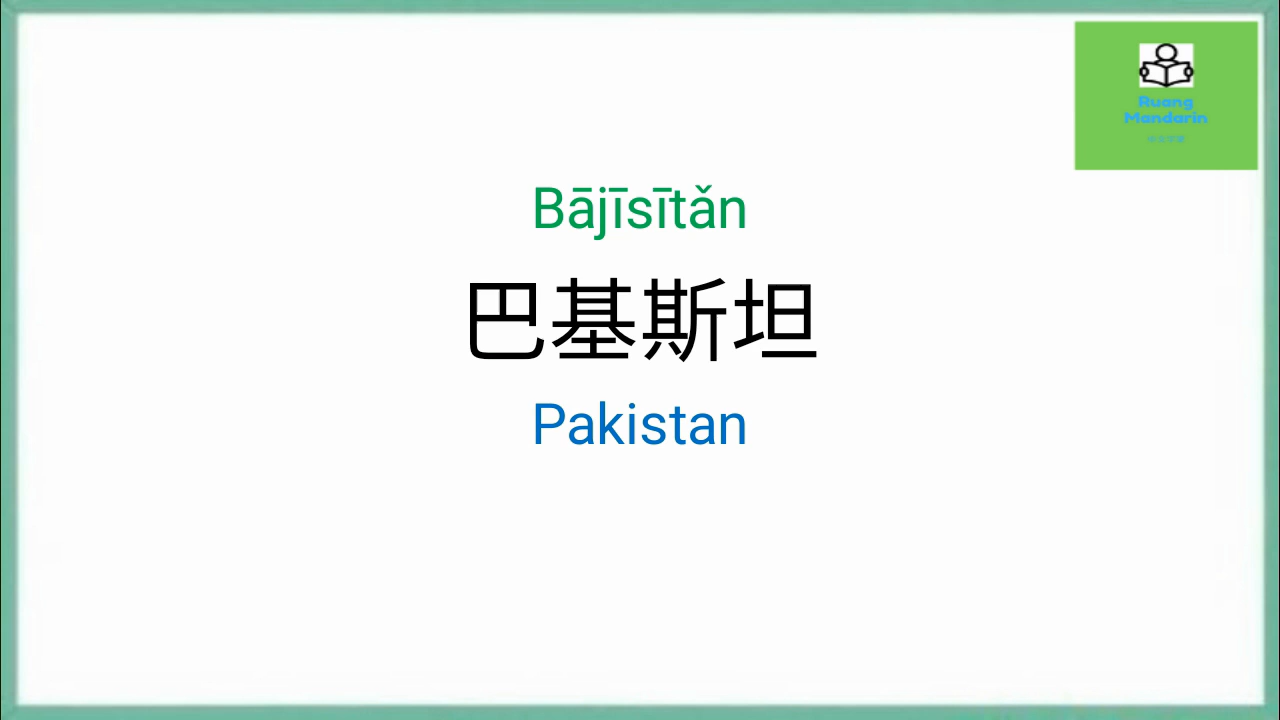 Ruang
Mandarin
Bājīsītǎn
巴基斯坦
Pakistan